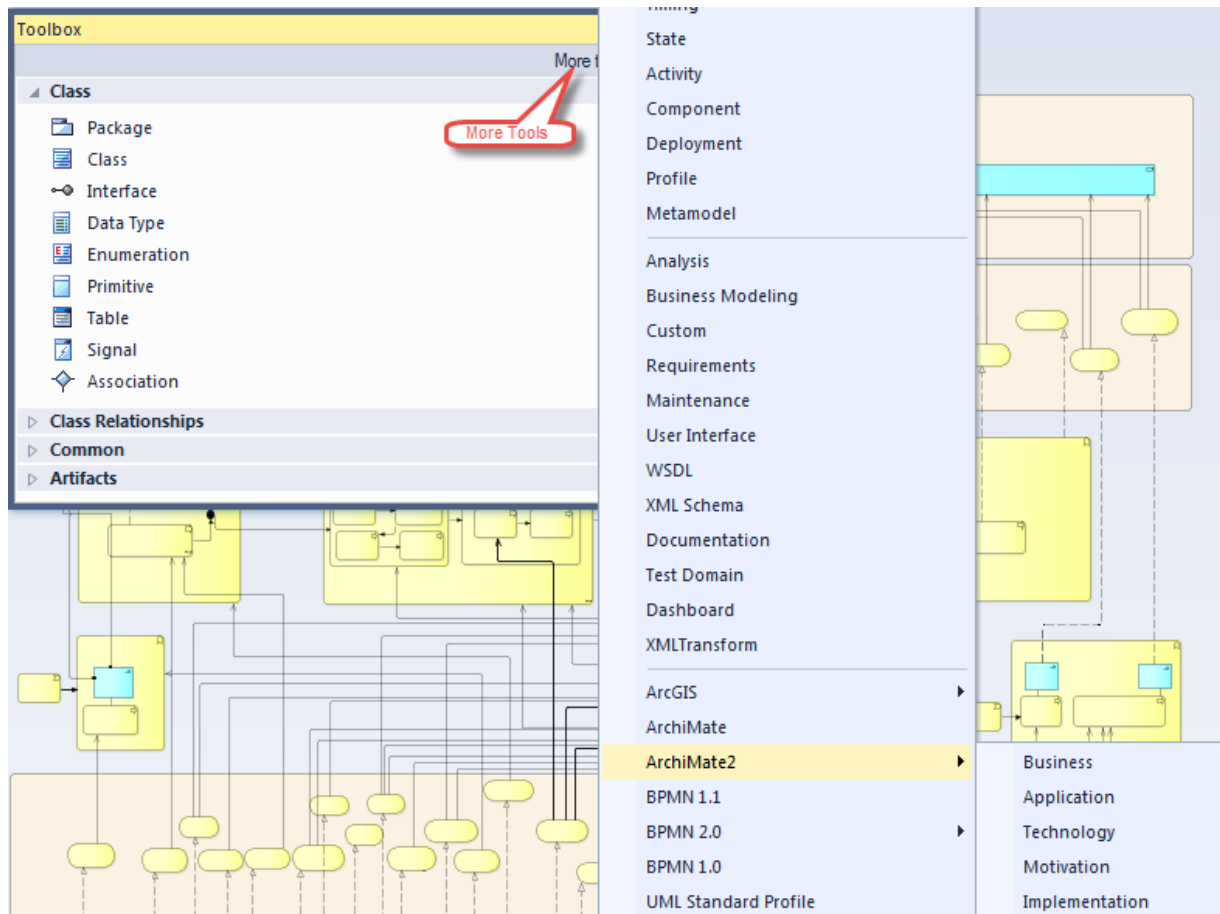 Toolbox
More t
Class
Package
Class
Interface
Data Type
Enumeration
Primitive
Table
Signal
Association
Class Relationships
Common
Artifacts
More Tools
State
Activity
Component
Deployment
Profile
Metamodel
Analysis
Business Modeling
Custom
Requirements
Maintenance
User Interface
WSDL
XML Schema
Documentation
Test Domain
Dashboard
XMLTransform
ArcGIS
ArchiMate
ArchiMate2
BPMN 1.1
BPMN 2.0
BPMN 1.0
UML Standard Profile
Business
Application
Technology
Motivation
Implementation